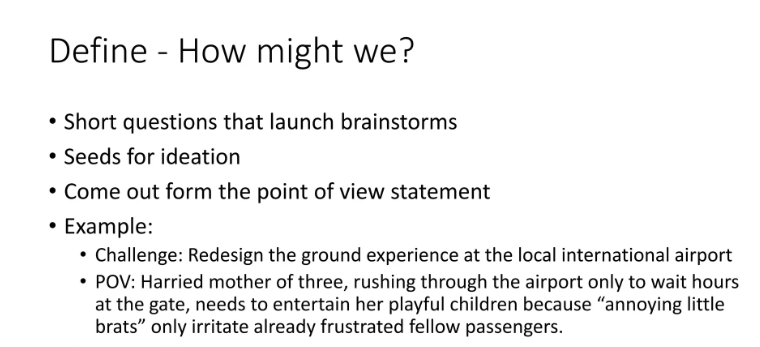 Define - How might we?
• Short questions that launch brainstorms
• Seeds for ideation
• Come out form the point of view statement
• Example:
• Challenge: Redesign the ground experience at the local international airport
• POV: Harried mother of three, rushing through the airport only to wait hours
at the gate, needs to entertain her playful children because “annoying little
brats” only irritate already frustrated fellow passengers.